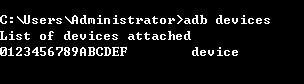 C:\Users\Administrator>adb devices
List of devices attached
0123456789ABCDEF        device